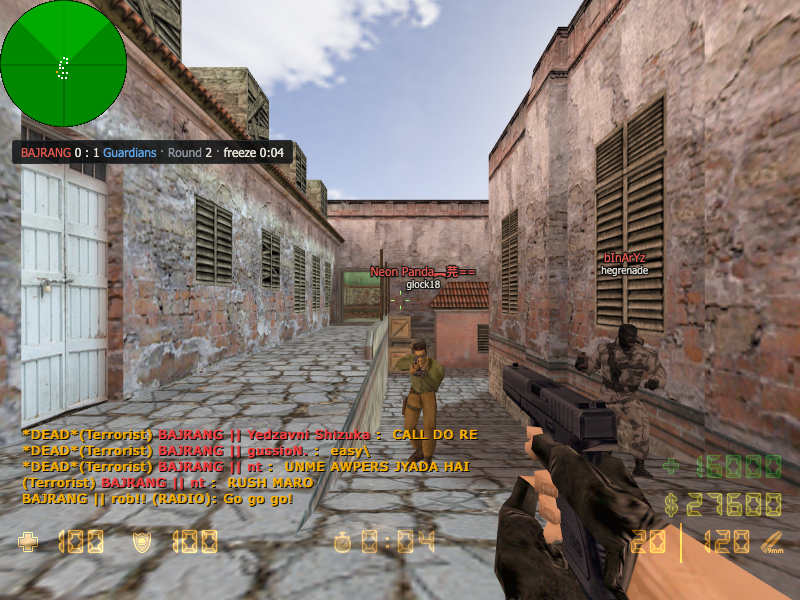 BAJRANG 0 : 1 Guardians · Round 2 · freeze 0:04
Neon Panda︻芫==
glock18
bInArYz
hegrenade
*DEAD*(Terrorist) BAJRANG || Yedzavni Shizuka : CALL DO RE
*DEAD*(Terrorist) BAJRANG || gussioN. : easy\
*DEAD*(Terrorist) BAJRANG || nt : UNME AWPERS JYADA HAI
(Terrorist) BAJRANG || nt : RUSH MARO
BAJRANG || rob!! (RADIO): Go go go!
+ 16000
$ 27600
100 100 0:04 20 | 120 9mm